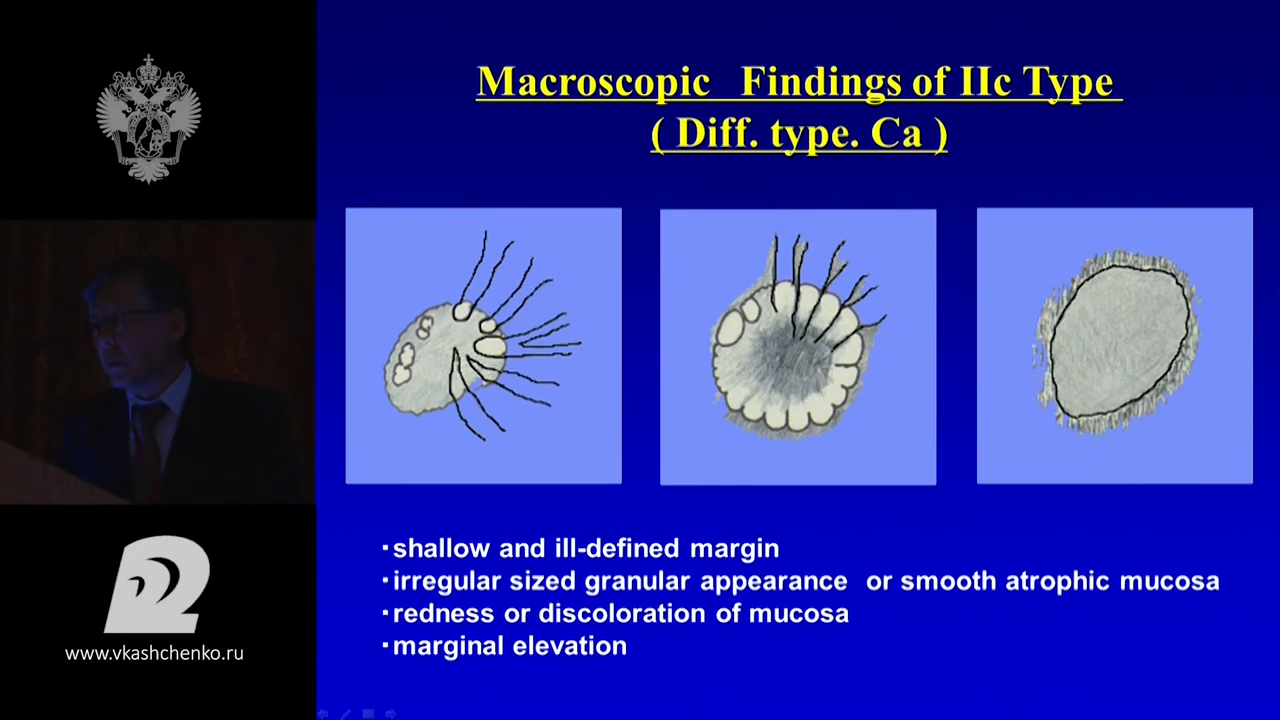 Macroscopic Findings of IIc Type
( Diff. type. Ca )
・shallow and ill-defined margin
・irregular sized granular appearance or smooth atrophic mucosa
・redness or discoloration of mucosa
・marginal elevation
www.vkashchenko.ru